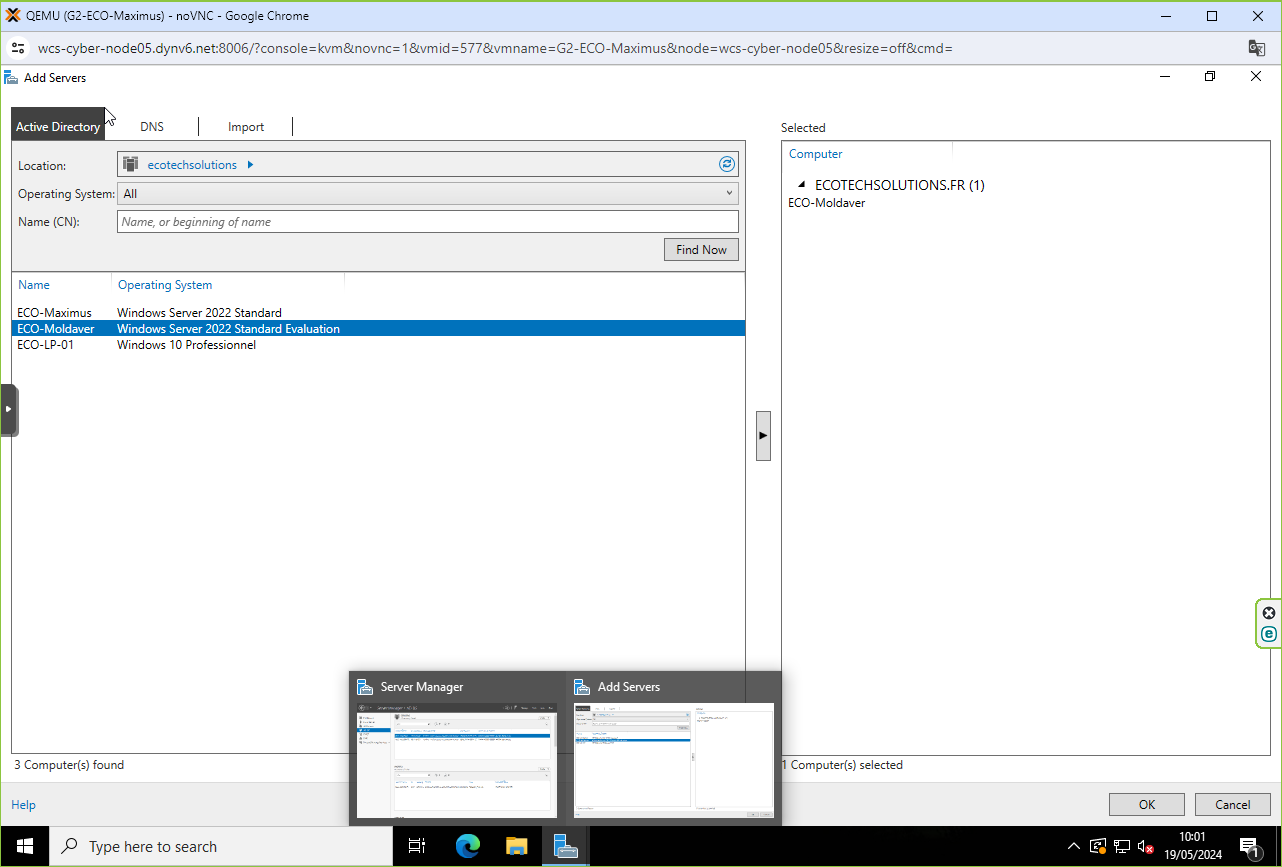 QEMU (G2-ECO-Maximus) - noVNC - Google Chrome
wcs-cyber-node05.dynv6.net:8006/?console=kvm&novnc=1&vmid=577&vmname=G2-ECO-Maximus&node=wcs-cyber-node05&resize=off&cmd=
Add Servers
Active Directory
DNS
Import
Selected
Location:
ecotechsolutions
Computer
Operating System:
All
ECOTECHSOLUTIONS.FR (1)
ECO-Moldaver
Name (CN):
Name, or beginning of name
Find Now
Name
Operating System
ECO-Maximus
Windows Server 2022 Standard
ECO-Moldaver
Windows Server 2022 Standard Evaluation
ECO-LP-01
Windows 10 Professionnel
Server Manager
Add Servers
3 Computer(s) found
1 Computer(s) selected
Help
OK
Cancel
Type here to search
10:01
19/05/2024
1